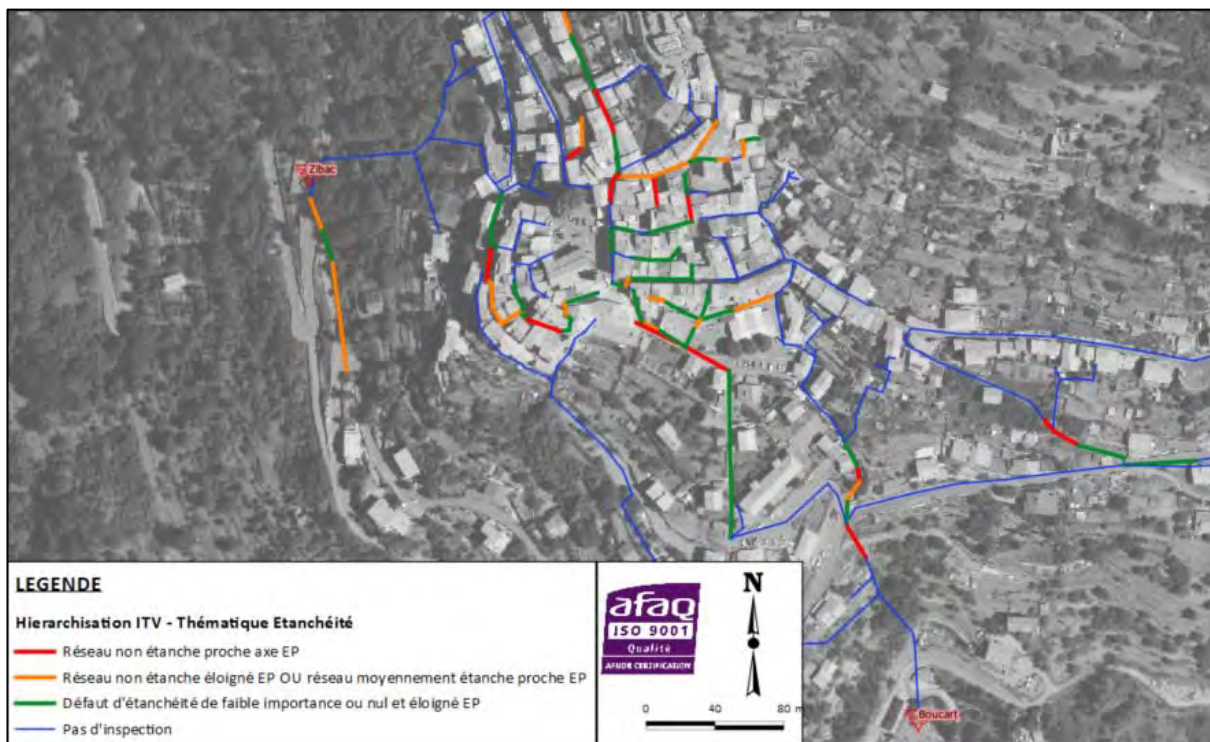 Zibac
LEGENDE
Hierarchisation ITV - Thématique Etanchéité
Réseau non étanche proche axe EP
Réseau non étanche éloigné EP OU réseau moyennement étanche proche EP
Défaut d'étanchéité de faible importance ou nul et éloigné EP
Pas d'inspection
afaq
ISO 9001
Qualité
AFNOR CERTIFICATION
N
0 40 80 m
Boucart